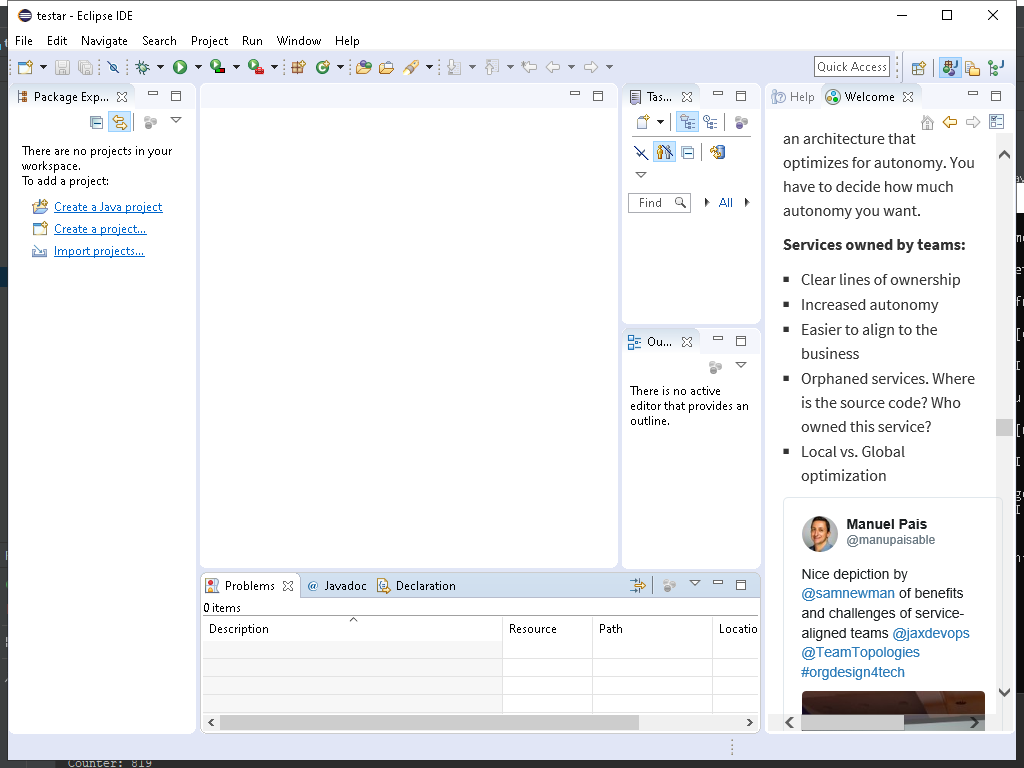 testar - Eclipse IDE
File Edit Navigate Search Project Run Window Help
Quick Access
Package Exp...
There are no projects in your
workspace.
To add a project:
Create a Java project
Create a project...
Import projects...
Tas...
Find
All
Ou...
There is no active
editor that provides an
outline.
Problems @ Javadoc Declaration
0 items
Description Resource Path Locatio
Help Welcome
an architecture that
optimizes for autonomy. You
have to decide how much
autonomy you want.
Services owned by teams:
Clear lines of ownership
Increased autonomy
Easier to align to the
business
Orphaned services. Where
is the source code? Who
owned this service?
Local vs. Global
optimization
Manuel Pais
@manupaisable
Nice depiction by
@samnewman of benefits
and challenges of service-
aligned teams @jaxdevops
@TeamTopologies
#orgdesign4tech
Counter: 819